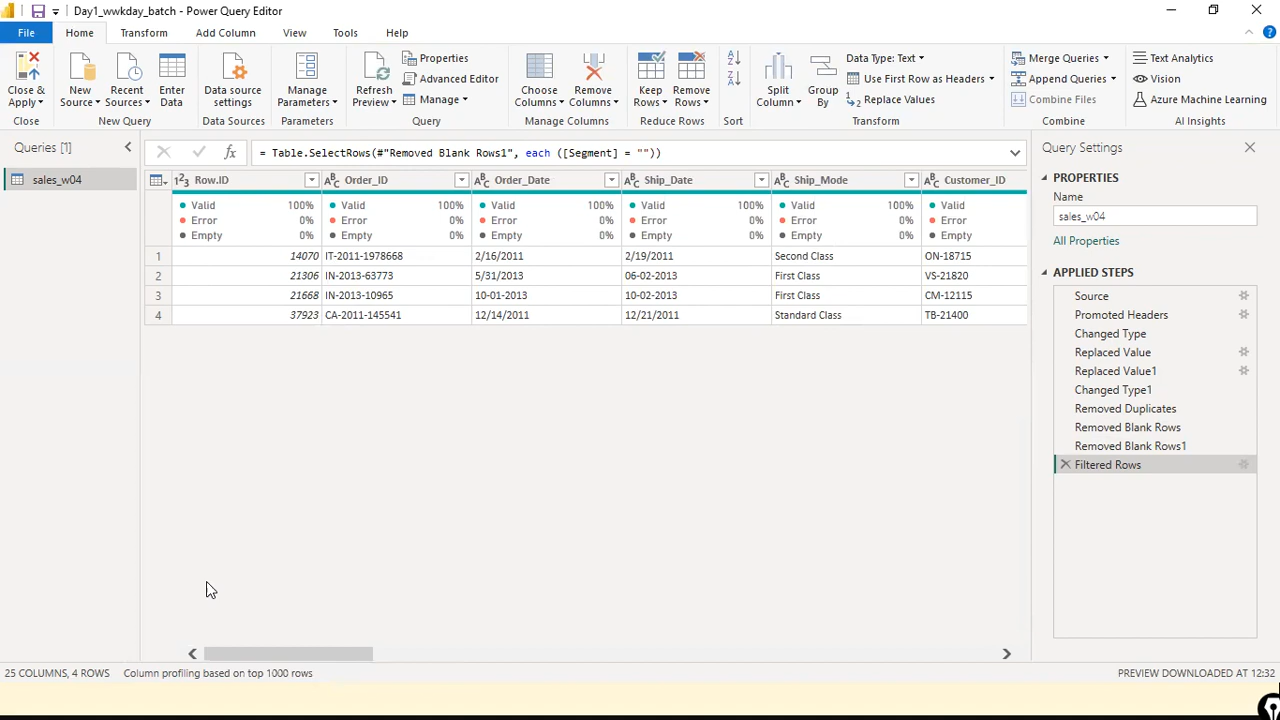 Day1_wwkday_batch - Power Query Editor
File Home Transform Add Column View Tools Help
Close & Apply
New Source
Recent Sources
Enter Data
Data source settings
Manage Parameters
Refresh Preview
Properties
Advanced Editor
Manage
Choose Columns
Remove Columns
Keep Rows
Remove Rows
Split Column
Group By
Data Type: Text
Use First Row as Headers
Replace Values
Merge Queries
Append Queries
Combine Files
Text Analytics
Vision
Azure Machine Learning
Close New Query Data Sources Parameters Query Manage Columns Reduce Rows Sort Transform Combine AI Insights
Queries [1]
sales_w04
fx = Table.SelectRows(#"Removed Blank Rows1", each ([Segment] = ""))
Row.ID Order_ID Order_Date Ship_Date Ship_Mode Customer_ID
Valid 100% Valid 100% Valid 100% Valid 100% Valid 100% Valid
Error 0% Error 0% Error 0% Error 0% Error 0% Error
Empty 0% Empty 0% Empty 0% Empty 0% Empty 0% Empty
1 14070 IT-2011-1978668 2/16/2011 2/19/2011 Second Class ON-18715
2 21306 IN-2013-63773 5/31/2013 06-02-2013 First Class VS-21820
3 21668 IN-2013-10965 10-01-2013 10-02-2013 First Class CM-12115
4 37923 CA-2011-145541 12/14/2011 12/21/2011 Standard Class TB-21400
Query Settings
PROPERTIES
Name
sales_w04
All Properties
APPLIED STEPS
Source
Promoted Headers
Changed Type
Replaced Value
Replaced Value1
Changed Type1
Removed Duplicates
Removed Blank Rows
Removed Blank Rows1
Filtered Rows
25 COLUMNS, 4 ROWS Column profiling based on top 1000 rows PREVIEW DOWNLOADED AT 12:32